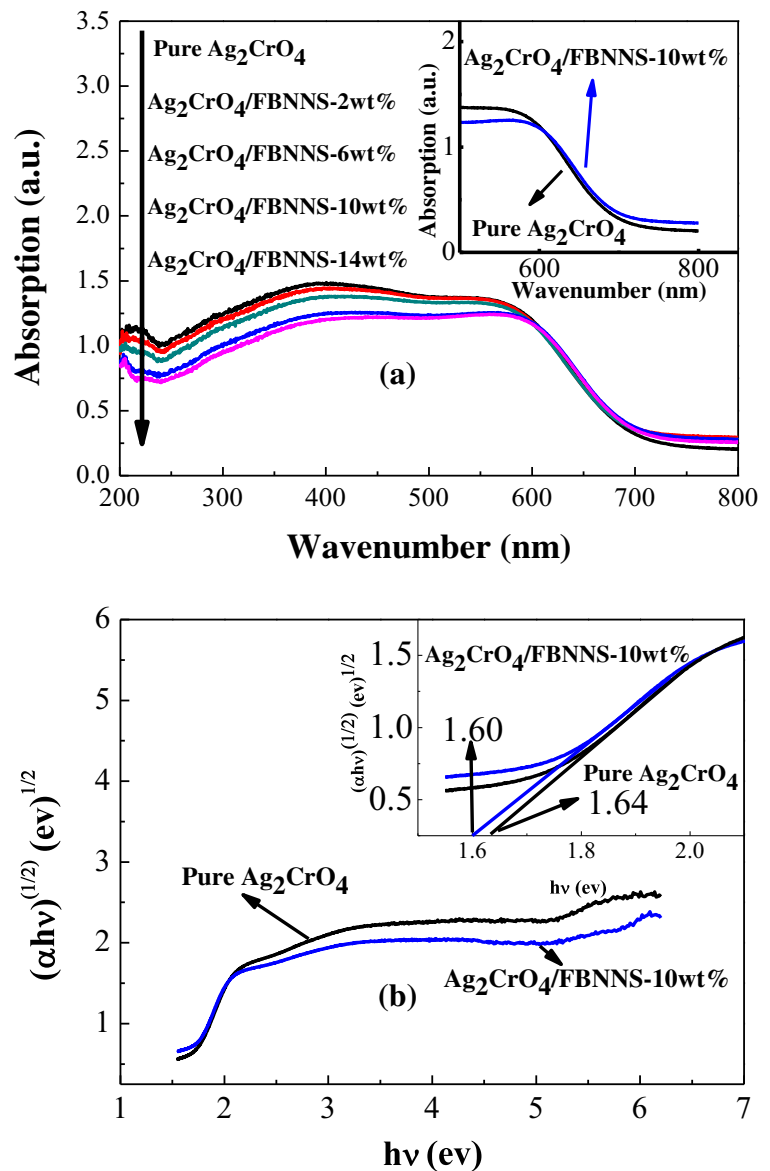 3.5
3.0
2.5
2.0
1.5
1.0
0.5
0.0
Absorption (a.u.)
Pure Ag2CrO4
Ag2CrO4/FBNNS-2wt%
Ag2CrO4/FBNNS-6wt%
Ag2CrO4/FBNNS-10wt%
Ag2CrO4/FBNNS-14wt%
2
1
0
Absorption (a.u.)
Ag2CrO4/FBNNS-10wt%
Pure Ag2CrO4
600 800
Wavenumber (nm)
(a)
200 300 400 500 600 700 800
Wavenumber (nm)
6
5
4
3
2
1
(αhν)(1/2) (ev)1/2
1.5
1.0
0.5
(αhν)(1/2) (ev)1/2
Ag2CrO4/FBNNS-10wt%
1.60
Pure Ag2CrO4
1.64
1.6 1.8 2.0
hν (ev)
Pure Ag2CrO4
Ag2CrO4/FBNNS-10wt%
(b)
1 2 3 4 5 6 7
hν (ev)